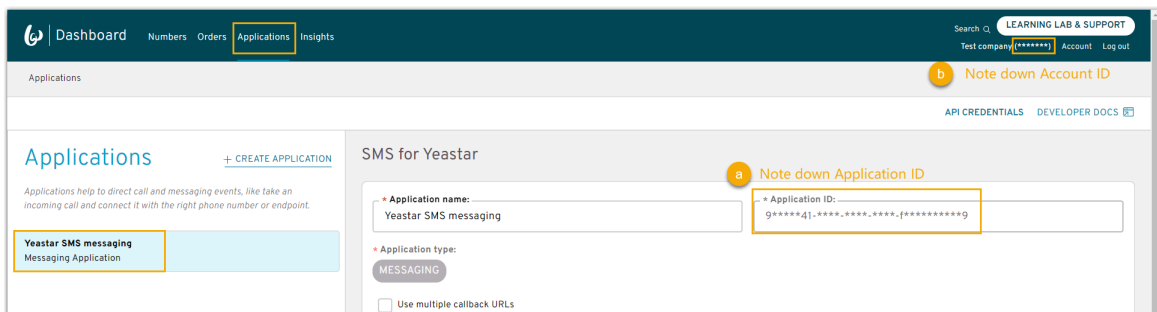 Dashboard Numbers Orders Applications Insights
Search LEARNING LAB & SUPPORT
Test company (*******) Account Log out
Applications
b Note down Account ID
API CREDENTIALS DEVELOPER DOCS
Applications + CREATE APPLICATION
Applications help to direct call and messaging events, like take an
incoming call and connect it with the right phone number or endpoint.
Yeastar SMS messaging
Messaging Application
SMS for Yeastar
a Note down Application ID
* Application name:
Yeastar SMS messaging
* Application ID:
9*****41-****-****-****-f**********9
* Application type:
MESSAGING
Use multiple callback URLs